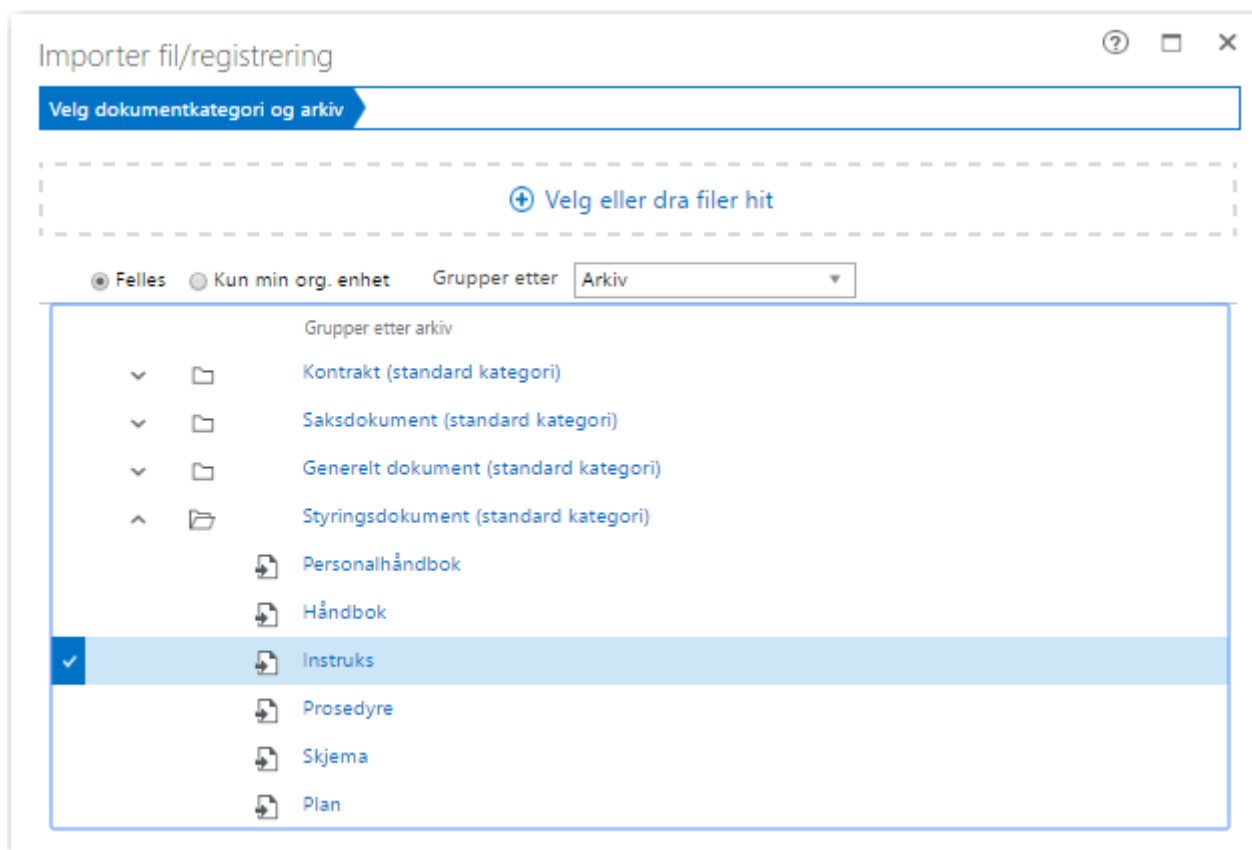 Importer fil/registrering
Velg dokumentkategori og arkiv
Velg eller dra filer hit
Felles Kun min org. enhet Grupper etter Arkiv
Grupper etter arkiv
Kontrakt (standard kategori)
Saksdokument (standard kategori)
Generelt dokument (standard kategori)
Styringsdokument (standard kategori)
Personalhåndbok
Håndbok
Instruks
Prosedyre
Skjema
Plan